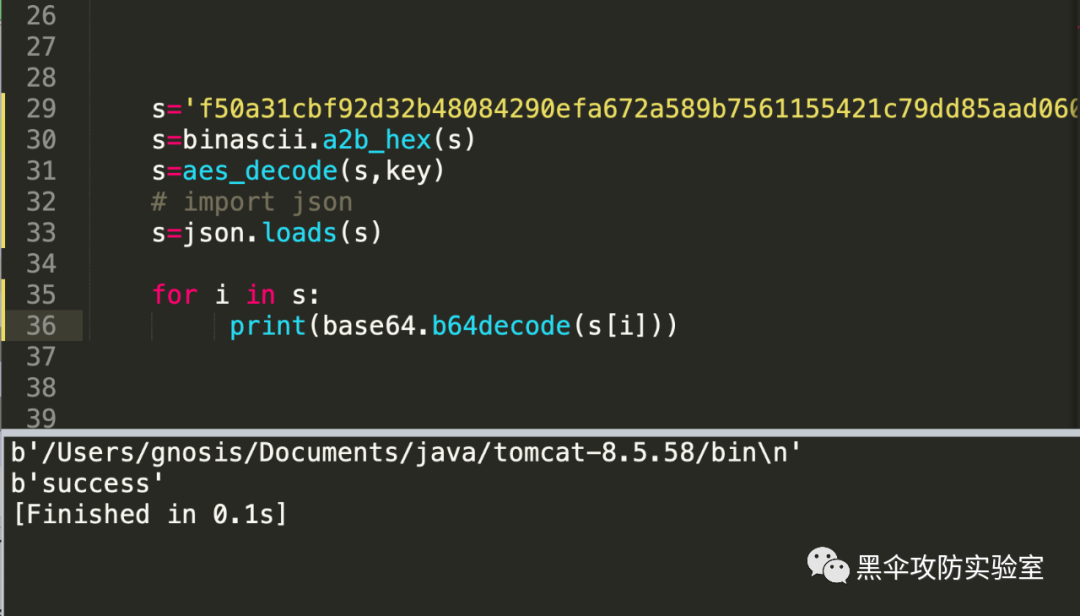 26
27
28
29 s='f50a31cbf92d32b48084290efa672a589b7561155421c79dd85aad060
30 s=binascii.a2b_hex(s)
31 s=aes_decode(s,key)
32 # import json
33 s=json.loads(s)
34
35 for i in s:
36 print(base64.b64decode(s[i]))
37
38
39
b'/Users/gnosis/Documents/java/tomcat-8.5.58/bin\n'
b'success'
[Finished in 0.1s]
黑伞攻防实验室